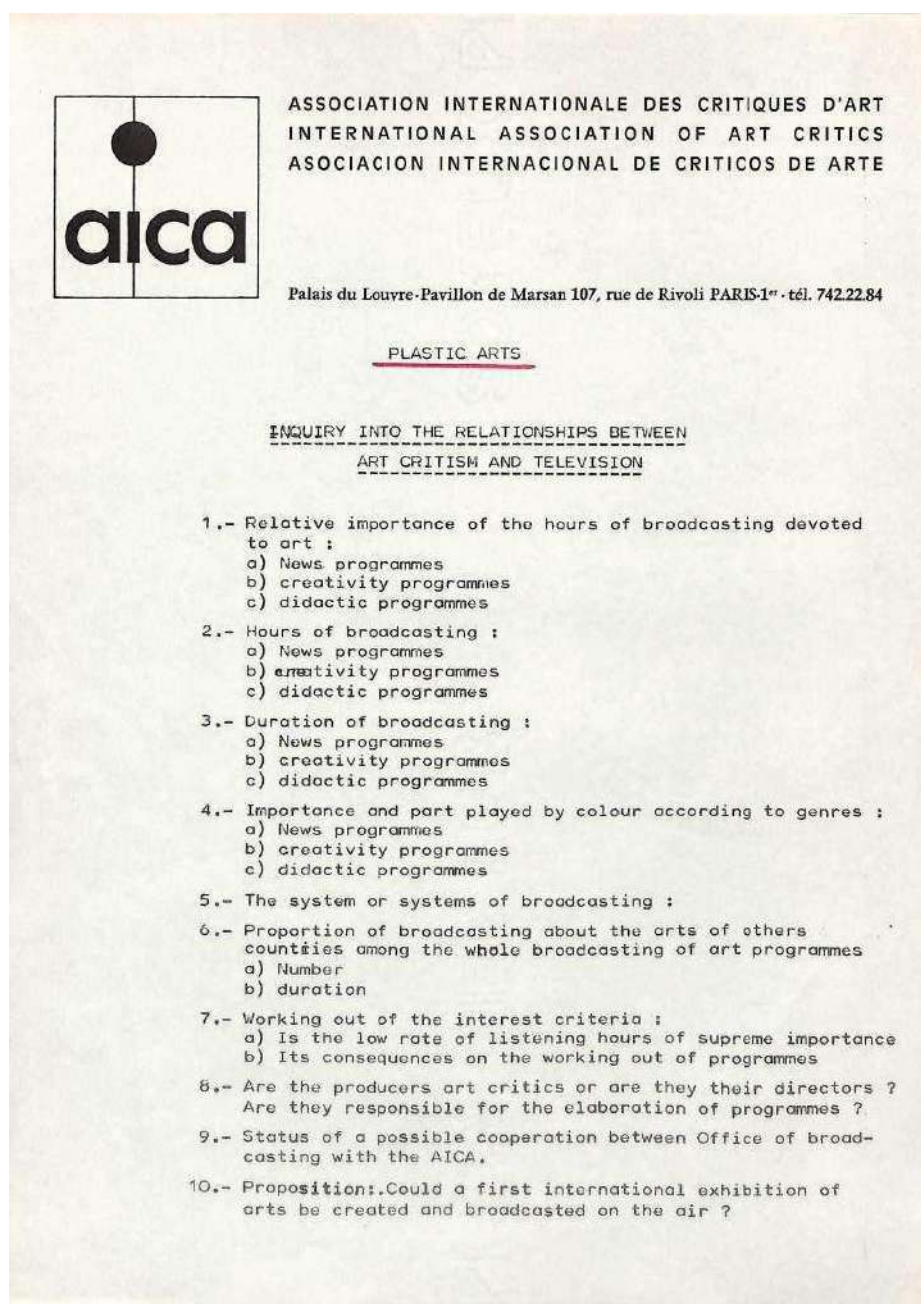 ASSOCIATION INTERNATIONALE DES CRITIQUES D'ART
INTERNATIONAL ASSOCIATION OF ART CRITICS
ASOCIACION INTERNACIONAL DE CRITICOS DE ARTE
aica
Palais du Louvre-Pavillon de Marsan 107, rue de Rivoli PARIS-1er - tél. 742.22.84
PLASTIC ARTS
INQUIRY INTO THE RELATIONSHIPS BETWEEN
ART CRITISM AND TELEVISION
1.- Relative importance of the hours of broadcasting devoted
to art :
a) News programmes
b) creativity programmes
c) didactic programmes
2.- Hours of broadcasting :
a) News programmes
b) creativity programmes
c) didactic programmes
3.- Duration of broadcasting :
a) News programmes
b) creativity programmes
c) didactic programmes
4.- Importance and part played by colour according to genres :
a) News programmes
b) creativity programmes
c) didactic programmes
5.- The system or systems of broadcasting :
6.- Proportion of broadcasting about the arts of others
countries among the whole broadcasting of art programmes
a) Number
b) duration
7.- Working out of the interest criteria :
a) Is the low rate of listening hours of supreme importance
b) Its consequences on the working out of programmes
8.- Are the producers art critics or are they their directors ?
Are they responsible for the elaboration of programmes ?
9.- Status of a possible cooperation between Office of broad-
casting with the AICA.
10.- Proposition:.Could a first international exhibition of
arts be created and broadcasted on the air ?